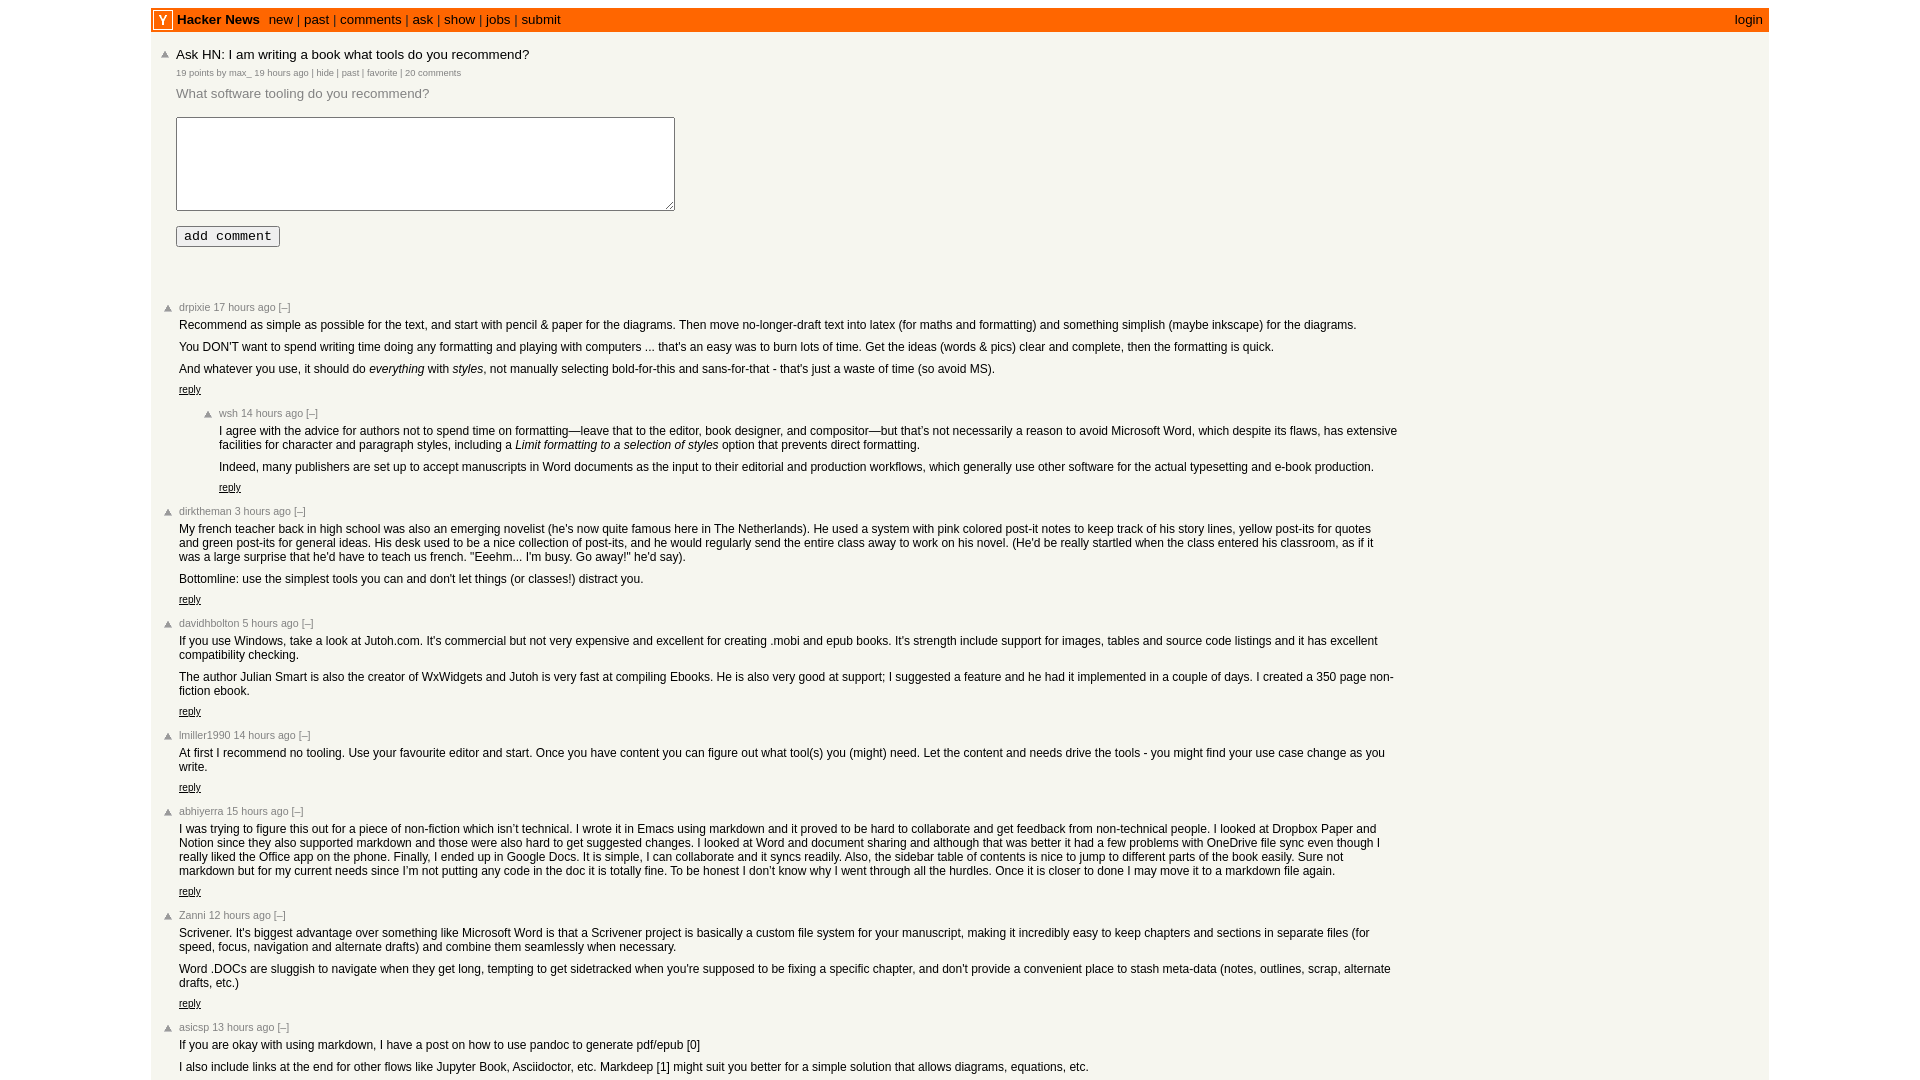 Y Hacker News new | past | comments | ask | show | jobs | submit login
Ask HN: I am writing a book what tools do you recommend?
19 points by max_ 19 hours ago | hide | past | favorite | 20 comments
What software tooling do you recommend?
add comment
drpixie 17 hours ago [–]
Recommend as simple as possible for the text, and start with pencil & paper for the diagrams. Then move no-longer-draft text into latex (for maths and formatting) and something simplish (maybe inkscape) for the diagrams.
You DON'T want to spend writing time doing any formatting and playing with computers ... that's an easy was to burn lots of time. Get the ideas (words & pics) clear and complete, then the formatting is quick.
And whatever you use, it should do everything with styles, not manually selecting bold-for-this and sans-for-that - that's just a waste of time (so avoid MS).
reply
wsh 14 hours ago [–]
I agree with the advice for authors not to spend time on formatting—leave that to the editor, book designer, and compositor—but that’s not necessarily a reason to avoid Microsoft Word, which despite its flaws, has extensive
facilities for character and paragraph styles, including a Limit formatting to a selection of styles option that prevents direct formatting.
Indeed, many publishers are set up to accept manuscripts in Word documents as the input to their editorial and production workflows, which generally use other software for the actual typesetting and e-book production.
reply
dirktheman 3 hours ago [–]
My french teacher back in high school was also an emerging novelist (he's now quite famous here in The Netherlands). He used a system with pink colored post-it notes to keep track of his story lines, yellow post-its for quotes
and green post-its for general ideas. His desk used to be a nice collection of post-its, and he would regularly send the entire class away to work on his novel. (He'd be really startled when the class entered his classroom, as if it
was a large surprise that he'd have to teach us french. "Eeehm... I'm busy. Go away!" he'd say).
Bottomline: use the simplest tools you can and don't let things (or classes!) distract you.
reply
davidhbolton 5 hours ago [–]
If you use Windows, take a look at Jutoh.com. It's commercial but not very expensive and excellent for creating .mobi and epub books. It's strength include support for images, tables and source code listings and it has excellent
compatibility checking.
The author Julian Smart is also the creator of WxWidgets and Jutoh is very fast at compiling Ebooks. He is also very good at support; I suggested a feature and he had it implemented in a couple of days. I created a 350 page non-
fiction ebook.
reply
lmiller1990 14 hours ago [–]
At first I recommend no tooling. Use your favourite editor and start. Once you have content you can figure out what tool(s) you (might) need. Let the content and needs drive the tools - you might find your use case change as you
write.
reply
abhiyerra 15 hours ago [–]
I was trying to figure this out for a piece of non-fiction which isn’t technical. I wrote it in Emacs using markdown and it proved to be hard to collaborate and get feedback from non-technical people. I looked at Dropbox Paper and
Notion since they also supported markdown and those were also hard to get suggested changes. I looked at Word and document sharing and although that was better it had a few problems with OneDrive file sync even though I
really liked the Office app on the phone. Finally, I ended up in Google Docs. It is simple, I can collaborate and it syncs readily. Also, the sidebar table of contents is nice to jump to different parts of the book easily. Sure not
markdown but for my current needs since I’m not putting any code in the doc it is totally fine. To be honest I don’t know why I went through all the hurdles. Once it is closer to done I may move it to a markdown file again.
reply
Zanni 12 hours ago [–]
Scrivener. It's biggest advantage over something like Microsoft Word is that a Scrivener project is basically a custom file system for your manuscript, making it incredibly easy to keep chapters and sections in separate files (for
speed, focus, navigation and alternate drafts) and combine them seamlessly when necessary.
Word .DOCs are sluggish to navigate when they get long, tempting to get sidetracked when you're supposed to be fixing a specific chapter, and don't provide a convenient place to stash meta-data (notes, outlines, scrap, alternate
drafts, etc.)
reply
asicsp 13 hours ago [–]
If you are okay with using markdown, I have a post on how to use pandoc to generate pdf/epub [0]
I also include links at the end for other flows like Jupyter Book, Asciidoctor, etc. Markdeep [1] might suit you better for a simple solution that allows diagrams, equations, etc.